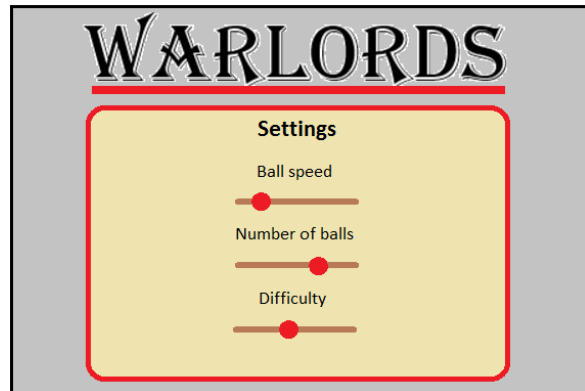 WARLORDS
Settings
Ball speed
Number of balls
Difficulty